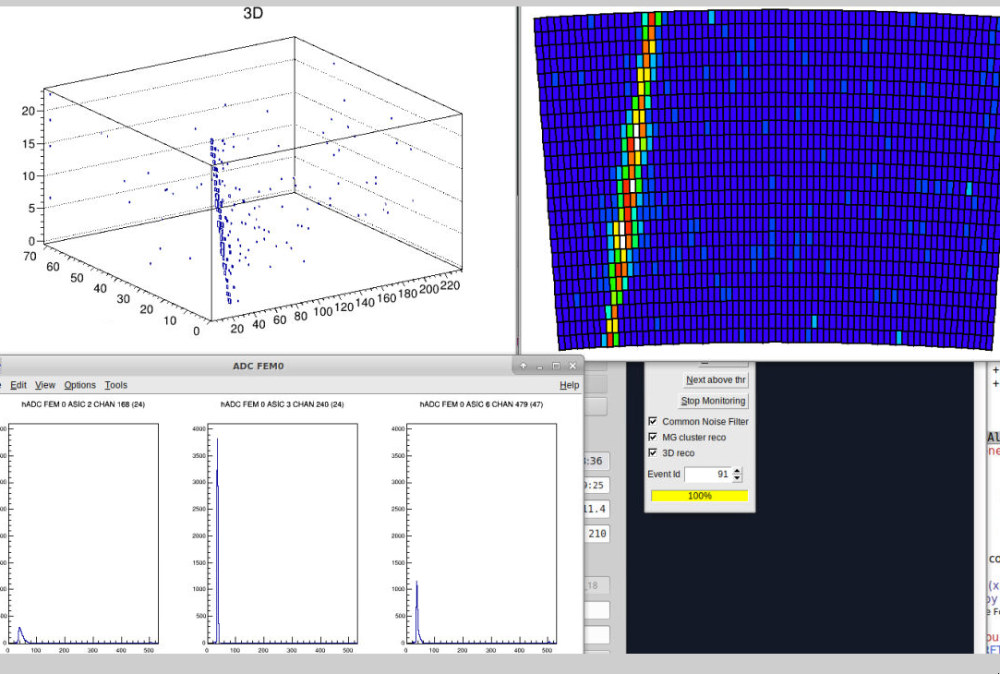 3D
20
15
10
5
0
70
60
50
40
30
20
10
0
20
40
60
80
100
120
140
160
180
200
220
ADC FEM0
Edit View Options Tools Help
hADC FEM 0 ASIC 2 CHAN 168 (24)
hADC FEM 0 ASIC 3 CHAN 240 (24)
hADC FEM 0 ASIC 6 CHAN 479 (47)
4000
3500
3000
2500
2000
1500
1000
500
0
4000
3500
3000
2500
2000
1500
1000
500
0
0 100 200 300 400 500
0 100 200 300 400 500
0 100 200 300 400 500
:36
9:25
11.4
210
_18
Next above thr
Stop Monitoring
Common Noise Filter
MG cluster reco
3D reco
Event Id 91
100%
+
+
Al
ne
co
(x
by